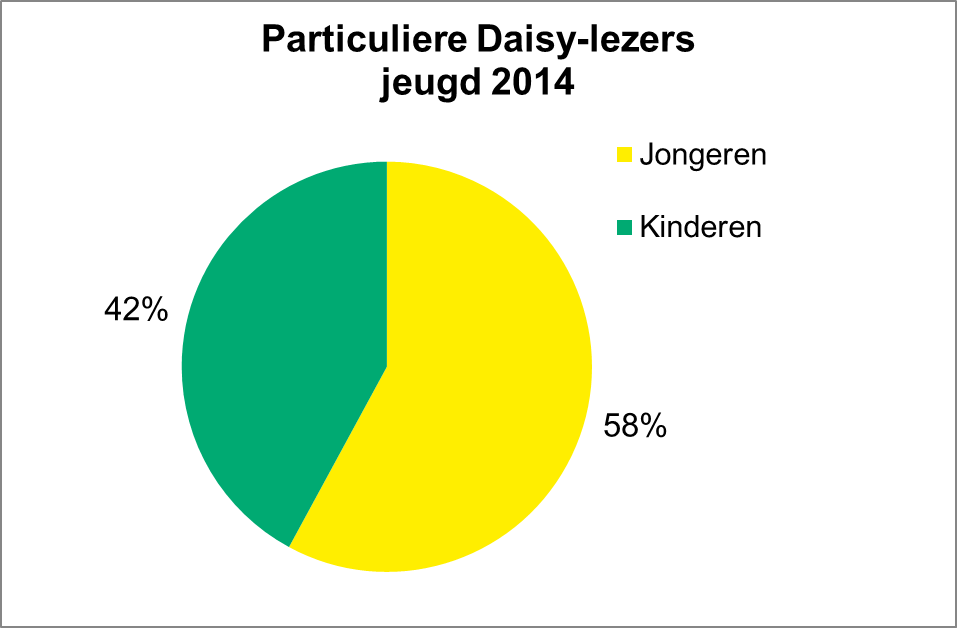 Particuliere Daisy-lezers
jeugd 2014
Jongeren
Kinderen
42%
58%